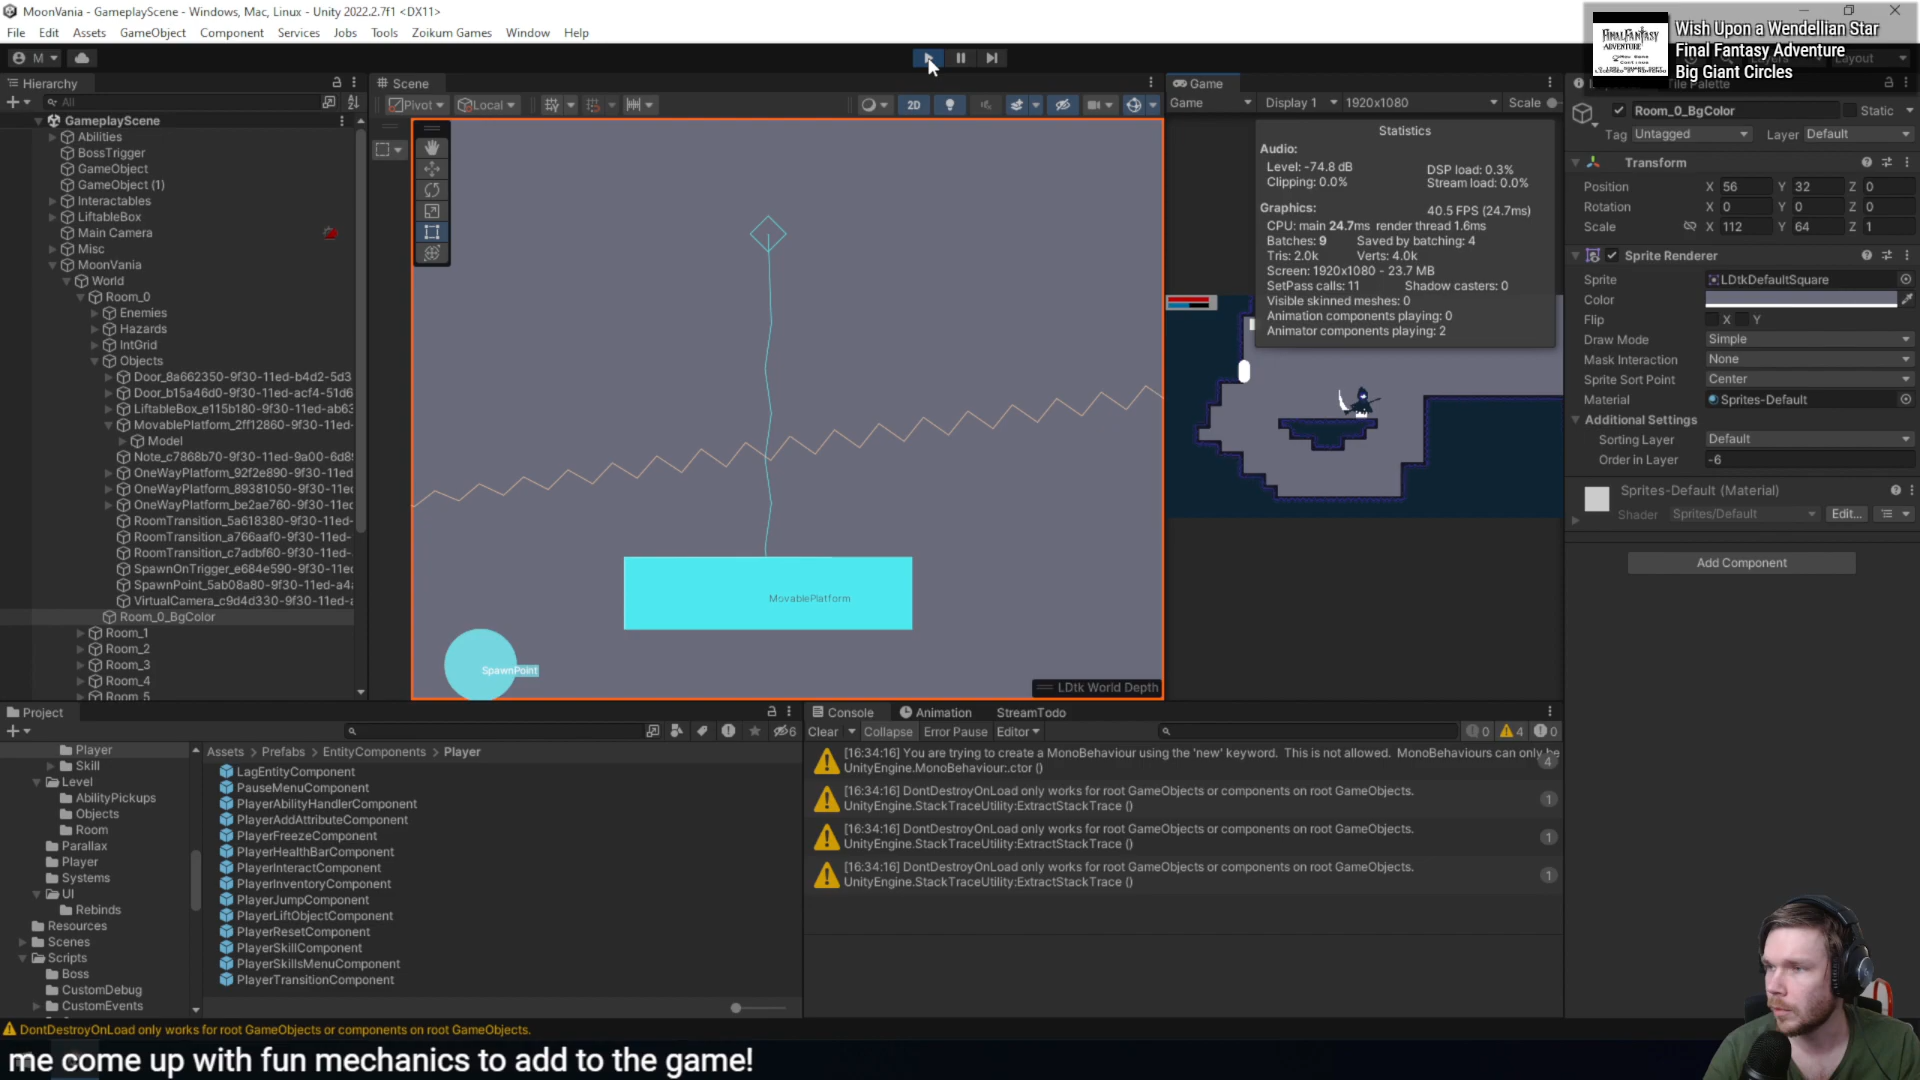 MoonVania - GameplayScene - Windows, Mac, Linux - Unity 2022.2.7f1 <DX11>
File Edit Assets GameObject Component Services Jobs Tools Zoikum Games Window Help
Wish Upon a Wendellian Star
Final Fantasy Adventure
Big Giant Circles
M
Layers
Layout
Hierarchy
All
GameplayScene
Abilities
BossTrigger
GameObject
GameObject (1)
Interactables
LiftableBox
Main Camera
Misc
MoonVania
World
Room_0
Enemies
Hazards
IntGrid
Objects
Door_8a662350-9f30-11ed-b4d2-5d3
Door_b15a46d0-9f30-11ed-acf4-51d6
LiftableBox_e115b180-9f30-11ed-ab63
MovablePlatform_2ff12860-9f30-11ed-
Model
Note_c7868b70-9f30-11ed-9a00-6d89
OneWayPlatform_92f2e890-9f30-11ed
OneWayPlatform_89381050-9f30-11ed
OneWayPlatform_be2ae760-9f30-11ed
RoomTransition_5a618380-9f30-11ed-
RoomTransition_a766aaf0-9f30-11ed-
RoomTransition_c7adbf60-9f30-11ed-
SpawnOnTrigger_e684e590-9f30-11ed
SpawnPoint_5ab08a80-9f30-11ed-a4a
VirtualCamera_c9d4d330-9f30-11ed-a
Room_0_BgColor
Room_1
Room_2
Room_3
Room_4
Room_5
Scene
Pivot
Local
2D
MovablePlatform
SpawnPoint
LDtk World Depth
Game
Game
Display 1
1920x1080
Scale
Statistics
Audio:
Level: -74.8 dB DSP load: 0.3%
Clipping: 0.0% Stream load: 0.0%
Graphics: 40.5 FPS (24.7ms)
CPU: main 24.7ms render thread 1.6ms
Batches: 9 Saved by batching: 4
Tris: 2.0k Verts: 4.0k
Screen: 1920x1080 - 23.7 MB
SetPass calls: 11 Shadow casters: 0
Visible skinned meshes: 0
Animation components playing: 0
Animator components playing: 2
Tile Palette
Room_0_BgColor
Static
Tag Untagged Layer Default
Transform
Position X 56 Y 32 Z 0
Rotation X 0 Y 0 Z 0
Scale X 112 Y 64 Z 1
Sprite Renderer
Sprite LDtkDefaultSquare
Color
Flip X Y
Draw Mode Simple
Mask Interaction None
Sprite Sort Point Center
Material Sprites-Default
Additional Settings
Sorting Layer Default
Order in Layer -6
Sprites-Default (Material)
Shader Sprites/Default Edit...
Add Component
Project
6
Player
Skill
Level
AbilityPickups
Objects
Room
Parallax
Player
Systems
UI
Rebinds
Resources
Scenes
Scripts
Boss
CustomDebug
CustomEvents
Assets > Prefabs > EntityComponents > Player
LagEntityComponent
PauseMenuComponent
PlayerAbilityHandlerComponent
PlayerAddAttributeComponent
PlayerFreezeComponent
PlayerHealthBarComponent
PlayerInteractComponent
PlayerInventoryComponent
PlayerJumpComponent
PlayerLiftObjectComponent
PlayerResetComponent
PlayerSkillComponent
PlayerSkillsMenuComponent
PlayerTransitionComponent
Console Animation StreamTodo
Clear Collapse Error Pause Editor
0 4 0
[16:34:16] You are trying to create a MonoBehaviour using the 'new' keyword. This is not allowed. MonoBehaviours can only be
UnityEngine.MonoBehaviour:.ctor ()
4
[16:34:16] DontDestroyOnLoad only works for root GameObjects or components on root GameObjects.
UnityEngine.StackTraceUtility:ExtractStackTrace ()
1
[16:34:16] DontDestroyOnLoad only works for root GameObjects or components on root GameObjects.
UnityEngine.StackTraceUtility:ExtractStackTrace ()
1
[16:34:16] DontDestroyOnLoad only works for root GameObjects or components on root GameObjects.
UnityEngine.StackTraceUtility:ExtractStackTrace ()
1
DontDestroyOnLoad only works for root GameObjects or components on root GameObjects.
me come up with fun mechanics to add to the game!